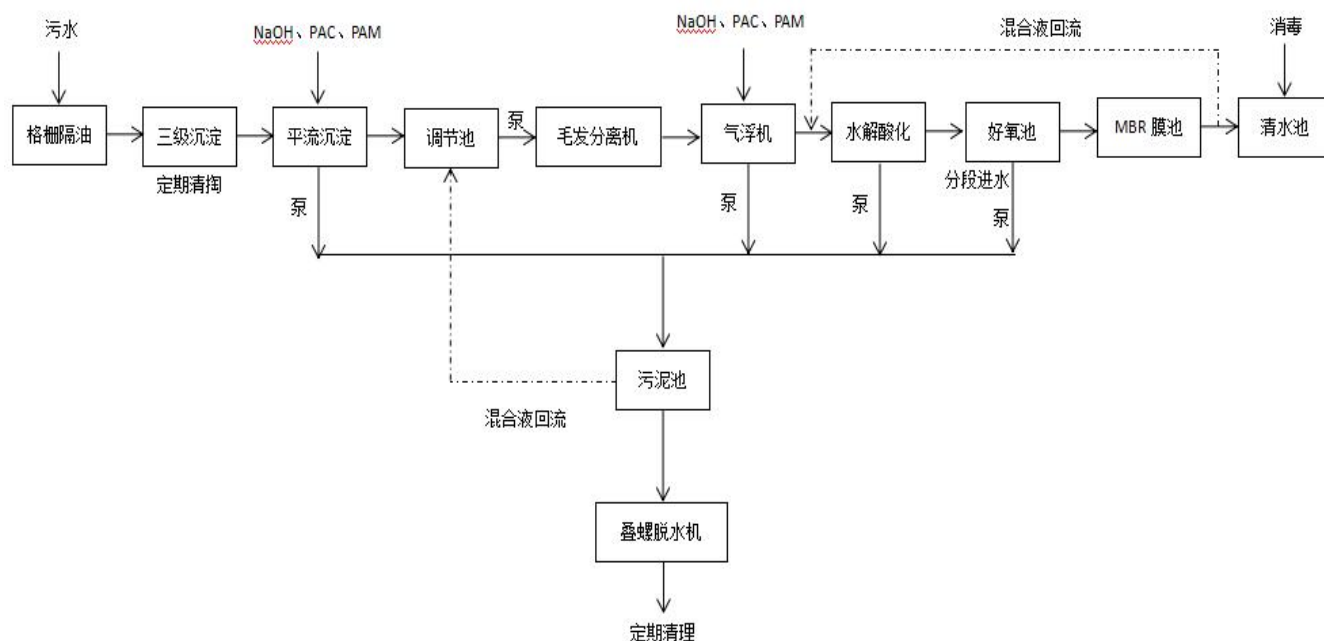 污水
NaOH、PAC、PAM
NaOH、PAC、PAM
混合液回流
消毒
格栅隔油
三级沉淀
平流沉淀
调节池
泵
毛发分离机
气浮机
水解酸化
好氧池
MBR 膜池
清水池
定期清掏
分段进水
泵
泵
泵
泵
污泥池
混合液回流
叠螺脱水机
定期清理